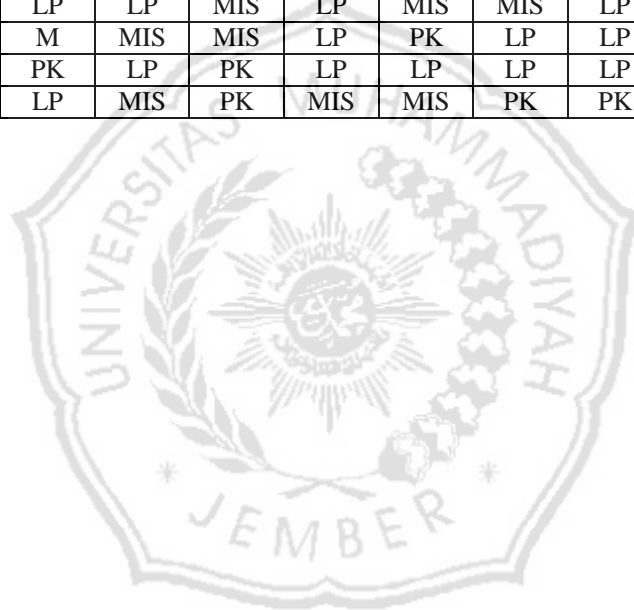 LP LP MIS LP MIS MIS LP
M MIS MIS LP PK LP LP
PK LP PK LP LP LP LP
LP MIS PK MIS MIS PK PK
UNIVERSITAS MUHAMMADIYAH
JEMBER